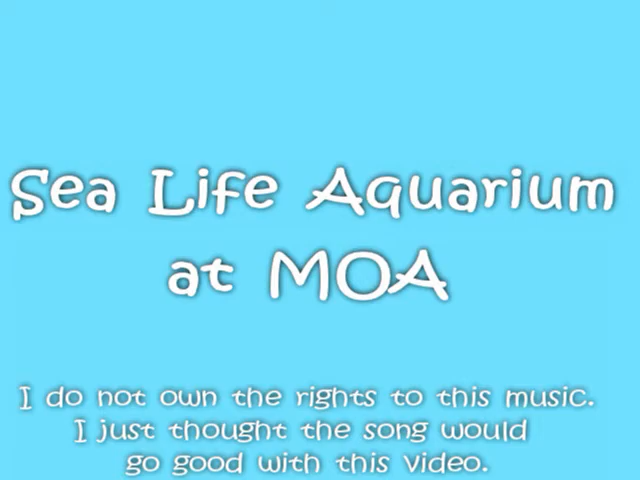 Sea Life Aquarium
at MOA
I do not own the rights to this music.
I just thought the song would
go good with this video.